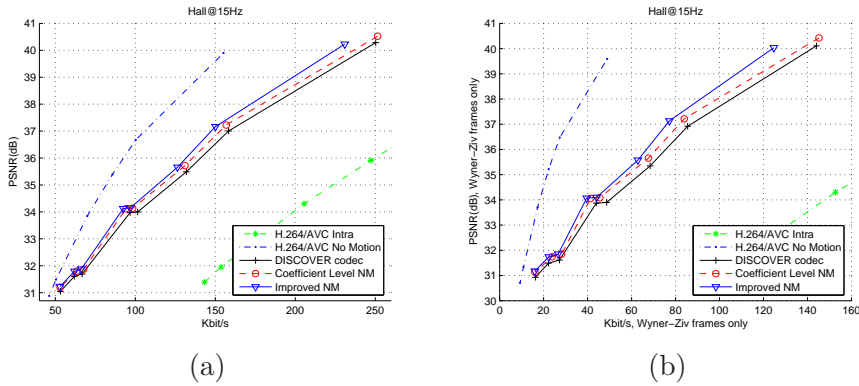 Hall@15Hz
41
40
39
38
37
36
35
34
33
32
31
PSNR(dB)
50
100
150
200
250
Kbit/s
H.264/AVC Intra
H.264/AVC No Motion
DISCOVER codec
Coefficient Level NM
Improved NM
(a)
Hall@15Hz
41
40
39
38
37
36
35
34
33
32
31
30
PSNR(dB), Wyner-Ziv frames only
0
20
40
60
80
100
120
140
160
Kbit/s, Wyner-Ziv frames only
H.264/AVC Intra
H.264/AVC No Motion
DISCOVER codec
Coefficient Level NM
Improved NM
(b)